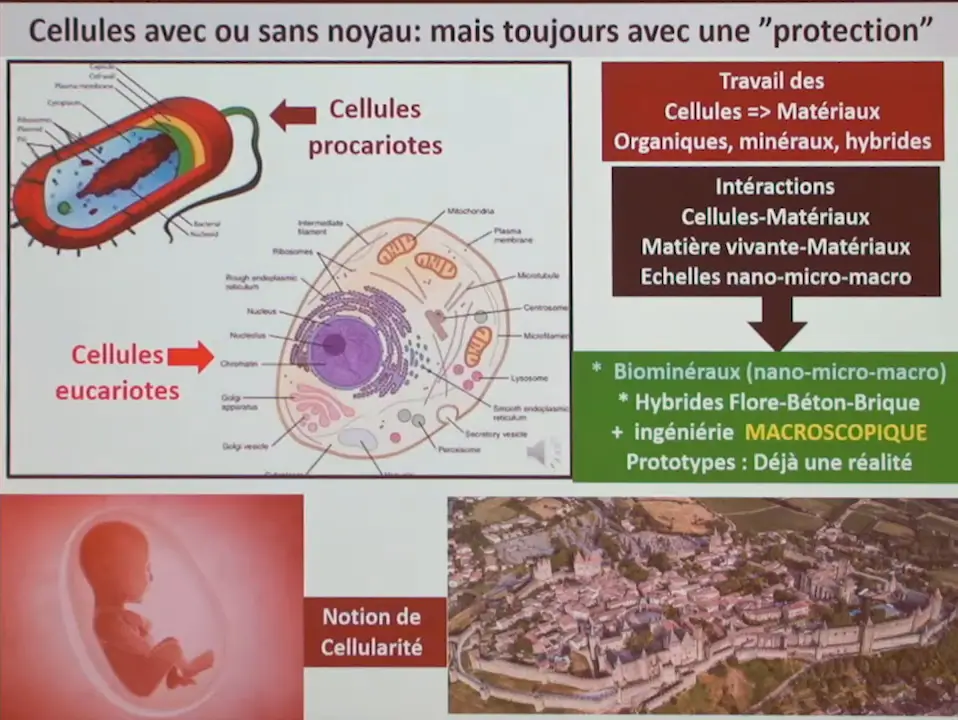 Cellules avec ou sans noyau: mais toujours avec une ”protection”
Capsule
Cell wall
Plasma membrane
Cytoplasm
Ribosomes
Plasmid
Pili
Bacterial
Nucleoid
Cellules
procariotes
Mitochondria
Intermediate
filament
Plasma
membrane
Ribosomes
Rough endoplasmic
reticulum
Microtubule
Nucleus
Centrosome
Nucleolus
Microfilament
Chromatin
Lysosome
Golgi
apparatus
Smooth endoplasmic
reticulum
Golgi vesicle
Secretory vesicle
Peroxisome
Cellules
eucariotes
Travail des
Cellules => Matériaux
Organiques, minéraux, hybrides
Intéractions
Cellules-Matériaux
Matière vivante-Matériaux
Echelles nano-micro-macro
* Biominéraux (nano-micro-macro)
* Hybrides Flore-Béton-Brique
+ ingéniérie MACROSCOPIQUE
Prototypes : Déjà une réalité
Notion de
Cellularité